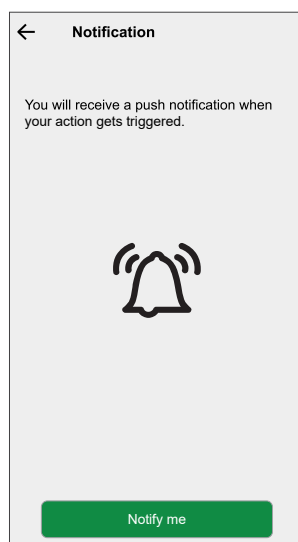 Notification
You will receive a push notification when
your action gets triggered.
Notify me